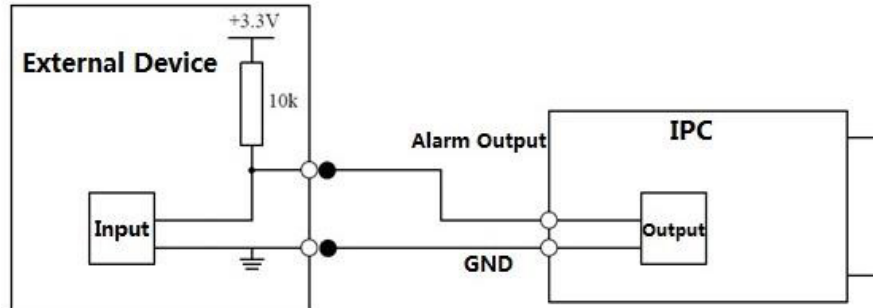 +3.3V
External Device
10k
Alarm Output
IPC
Input
Output
GND